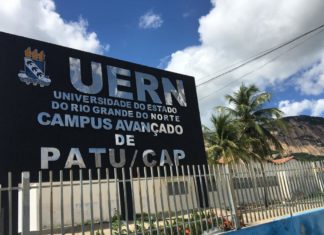 UERN
UNIVERSIDADE DO ESTADO
DO RIO GRANDE DO NORTE
CAMPUS AVANÇADO
DE
PATU/CAP